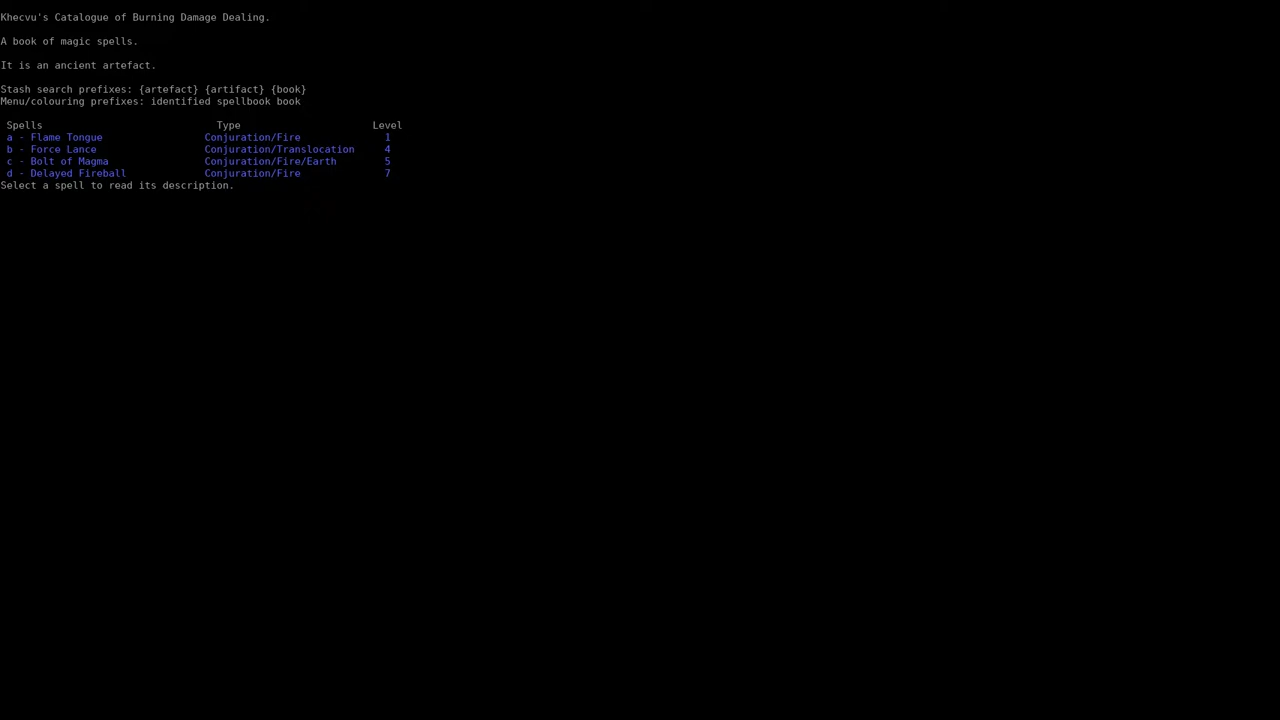 Khecvu's Catalogue of Burning Damage Dealing.
A book of magic spells.
It is an ancient artefact.
Stash search prefixes: {artefact} {artifact} {book}
Menu/colouring prefixes: identified spellbook book
Spells Type Level
a - Flame Tongue Conjuration/Fire 1
b - Force Lance Conjuration/Translocation 4
c - Bolt of Magma Conjuration/Fire/Earth 5
d - Delayed Fireball Conjuration/Fire 7
Select a spell to read its description.